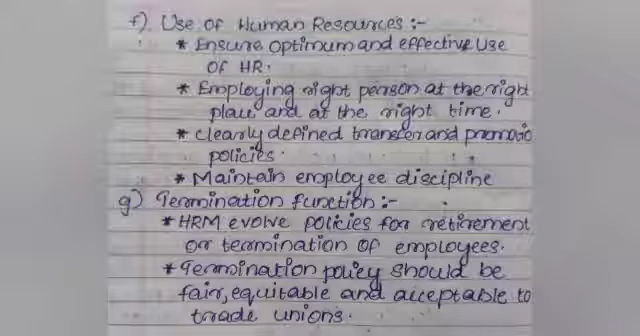 f) Use of Human Resources :-
* Ensure optimum and effective Use
of HR.
* Employing right person at the right
place and at the right time.
* clearly defined transfer and promotio
policies.
* Maintain employee discipline
g) Termination function :-
* HRM evolve policies for retirement
or termination of employees.
* Termination policy should be
fair, equitable and acceptable to
trade unions.